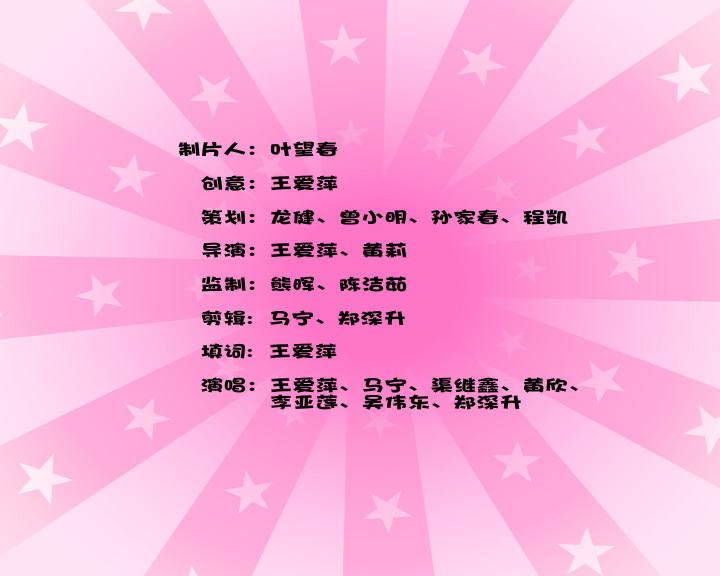 制片人：叶望春
创意：王爱萍
策划：龙健、曾小明、孙家春、程凯
导演：王爱萍、黄莉
监制：熊晖、陈洁茹
剪辑：马宁、郑深升
填词：王爱萍
演唱：王爱萍、马宁、渠维鑫、黄欣、
李亚莲、吴伟东、郑深升